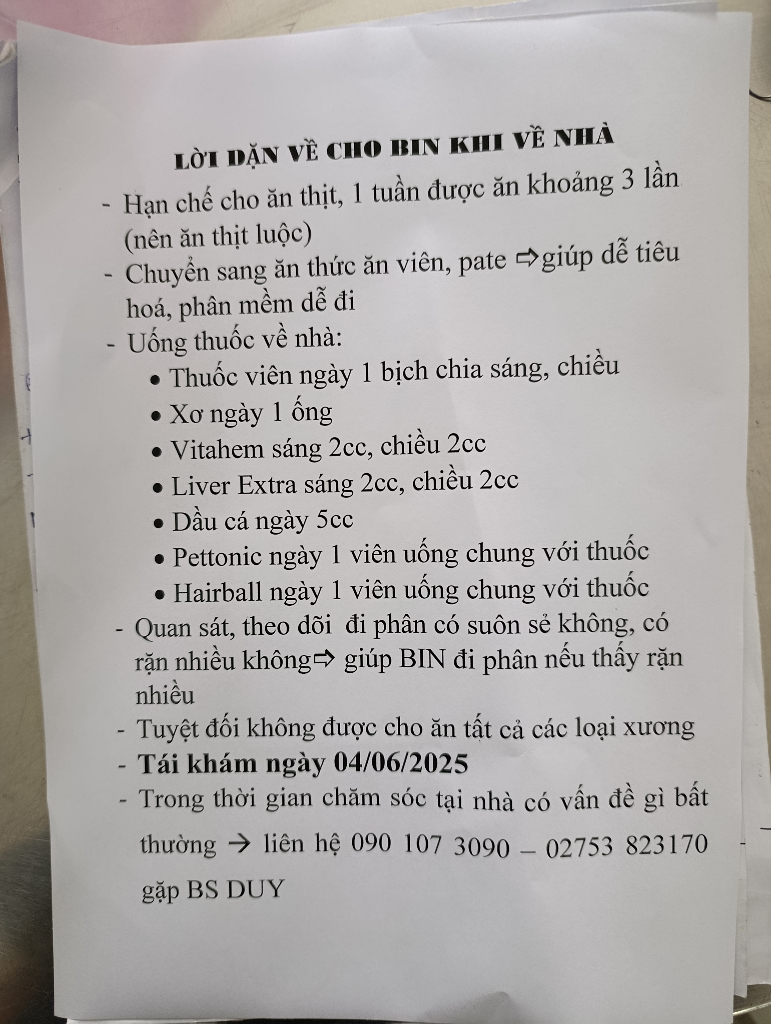 LỜI DẶN VỀ CHO BIN KHI VỀ NHÀ
- Hạn chế cho ăn thịt, 1 tuần được ăn khoảng 3 lần
(nên ăn thịt luộc)
- Chuyển sang ăn thức ăn viên, pate ⇨giúp dễ tiêu
hoá, phân mềm dễ đi
- Uống thuốc về nhà:
• Thuốc viên ngày 1 bịch chia sáng, chiều
• Xơ ngày 1 ống
• Vitahem sáng 2cc, chiều 2cc
• Liver Extra sáng 2cc, chiều 2cc
• Dầu cá ngày 5cc
• Pettonic ngày 1 viên uống chung với thuốc
• Hairball ngày 1 viên uống chung với thuốc
- Quan sát, theo dõi đi phân có suôn sẻ không, có
rặn nhiều không⇨ giúp BIN đi phân nếu thấy rặn
nhiều
- Tuyệt đối không được cho ăn tất cả các loại xương
- Tái khám ngày 04/06/2025
- Trong thời gian chăm sóc tại nhà có vấn đề gì bất
thường → liên hệ 090 107 3090 – 02753 823170
gặp BS DUY